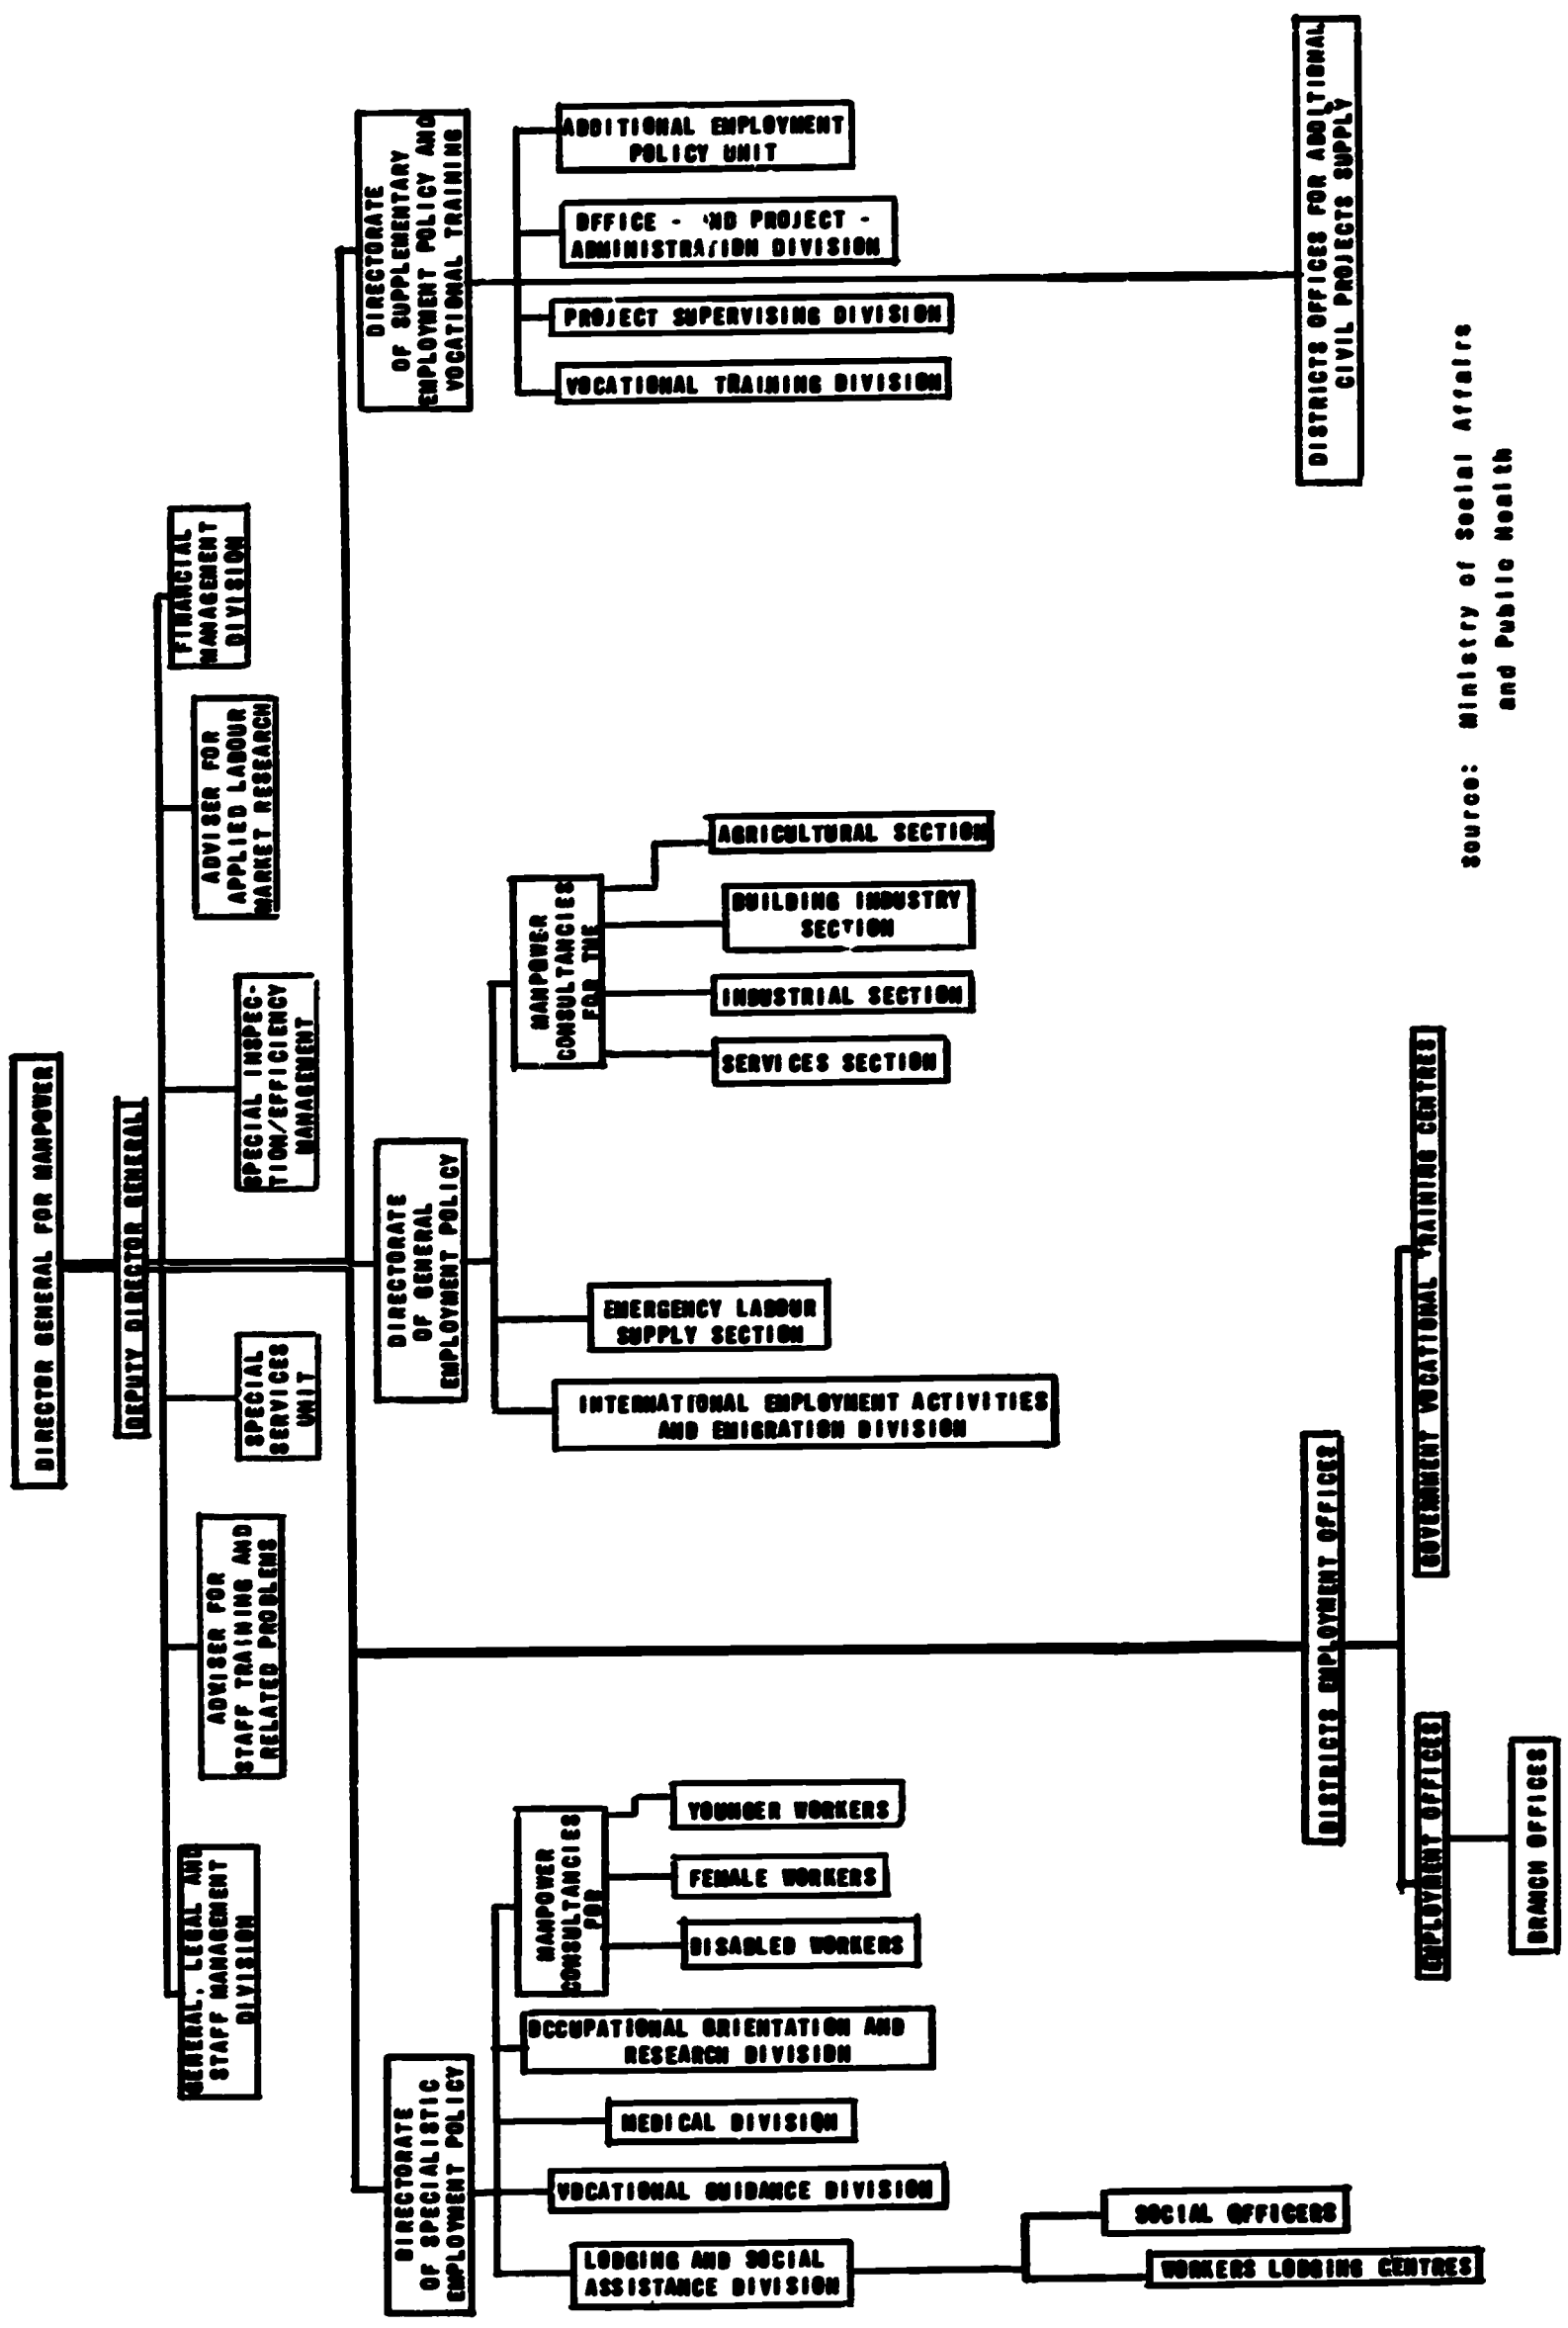 DIRECTOR GENERAL FOR MANPOWER
DEPUTY DIRECTOR GENERAL
GENERAL, LEGAL AND
STAFF MANAGEMENT
DIVISION
ADVISER FOR
STAFF TRAINING AND
RELATED PROBLEMS
SPECIAL
SERVICES
UNIT
SPECIAL INSPEC-
TION/EFFICIENCY
MANAGEMENT
ADVISER FOR
APPLIED LABOUR
MARKET RESEARCH
FINANCIAL
MANAGEMENT
DIVISION
DIRECTORATE
OF SPECIALISTIC
EMPLOYMENT POLICY
LODGING AND SOCIAL
ASSISTANCE DIVISION
SOCIAL OFFICERS
WORKERS LODGING CENTRES
VOCATIONAL GUIDANCE DIVISION
MEDICAL DIVISION
OCCUPATIONAL ORIENTATION AND
RESEARCH DIVISION
MANPOWER
CONSULTANCIES
FOR
DISABLED WORKERS
FEMALE WORKERS
YOUNGER WORKERS
DIRECTORATE
OF GENERAL
EMPLOYMENT POLICY
INTERNATIONAL EMPLOYMENT ACTIVITIES
AND EMIGRATION DIVISION
EMERGENCY LABOUR
SUPPLY SECTION
MANPOWER
CONSULTANCIES
FOR THE
SERVICES SECTION
INDUSTRIAL SECTION
BUILDING INDUSTRY
SECTION
AGRICULTURAL SECTION
DIRECTORATE
OF SUPPLEMENTARY
EMPLOYMENT POLICY AND
VOCATIONAL TRAINING
VOCATIONAL TRAINING DIVISION
PROJECT SUPERVISING DIVISION
OFFICE - AND PROJECT -
ADMINISTRATION DIVISION
ADDITIONAL EMPLOYMENT
POLICY UNIT
DISTRICTS EMPLOYMENT OFFICES
EMPLOYMENT OFFICES
BRANCH OFFICES
GOVERNMENT VOCATIONAL TRAINING CENTRES
DISTRICTS OFFICES FOR ADDITIONAL
CIVIL PROJECTS SUPPLY
Source: Ministry of Social Affairs
and Public Health